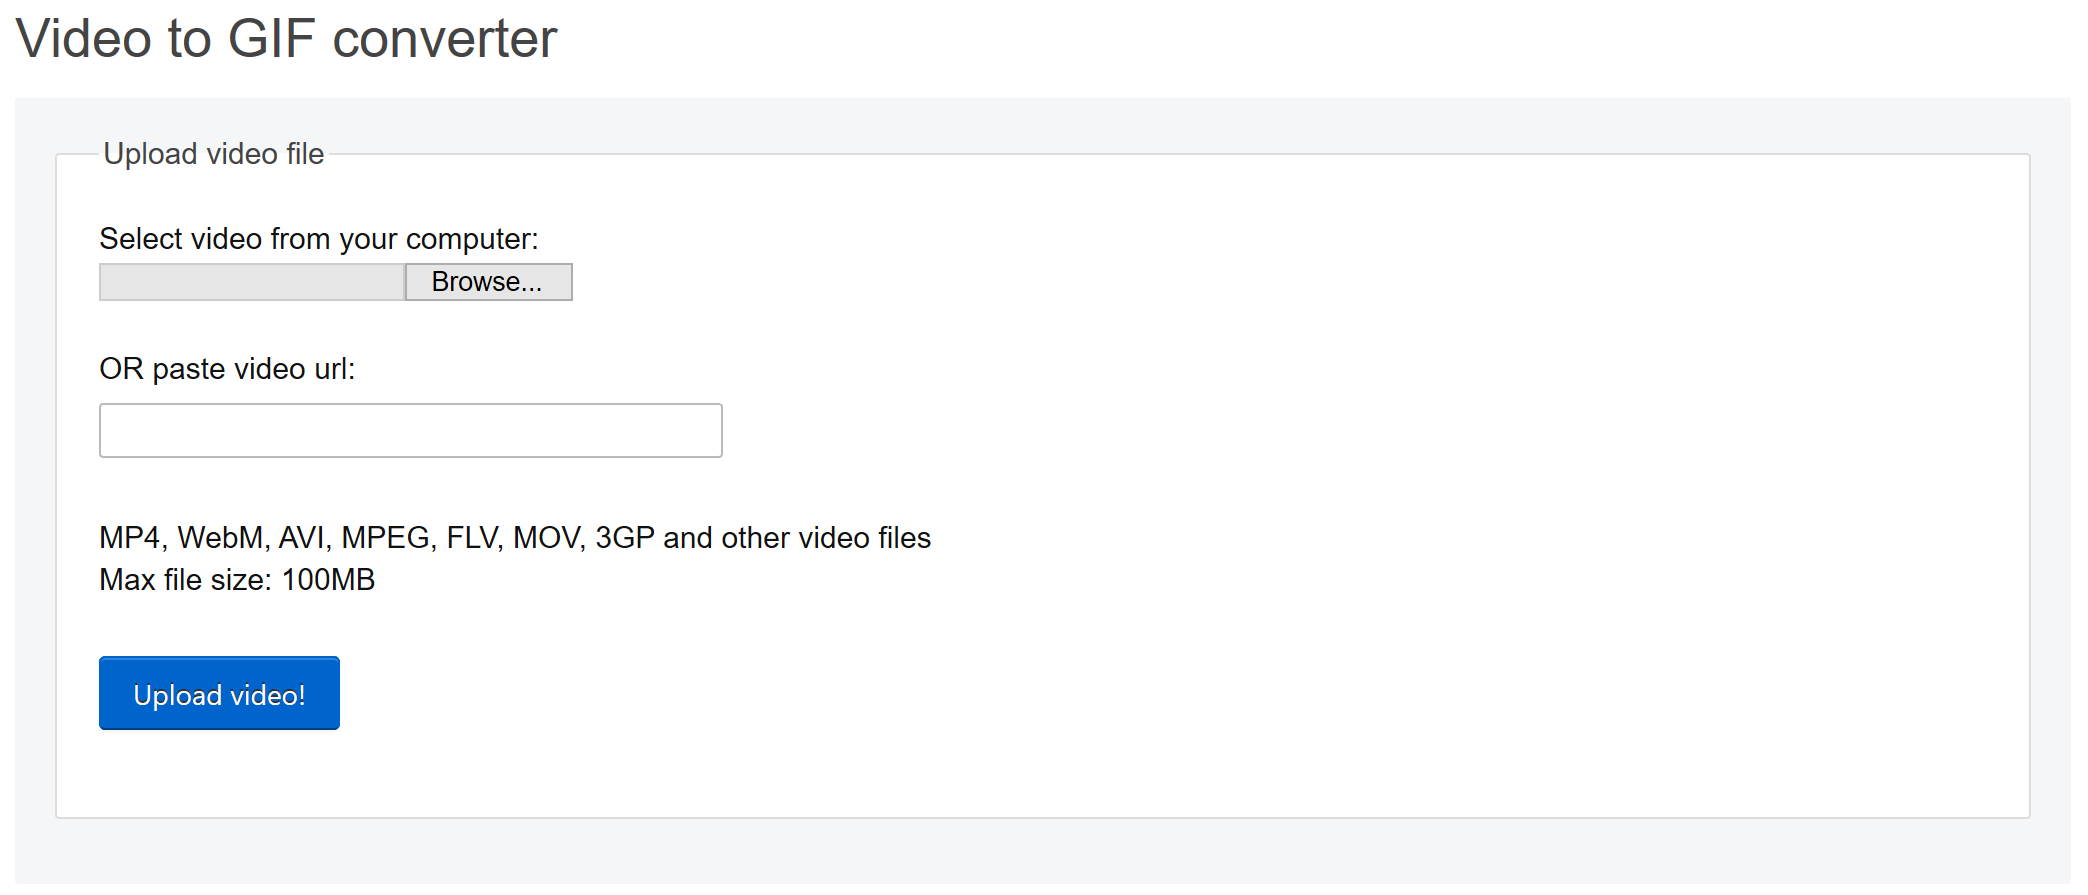 Video to GIF converter
Upload video file
Select video from your computer:
Browse...
OR paste video url:
MP4, WebM, AVI, MPEG, FLV, MOV, 3GP and other video files
Max file size: 100MB
Upload video!